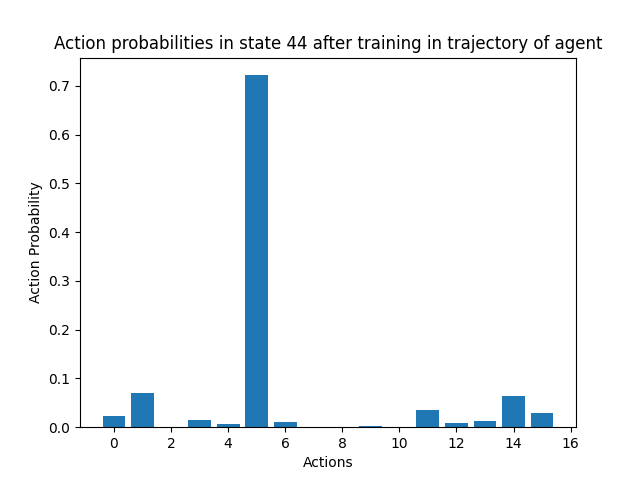 Action probabilities in state 44 after training in trajectory of agent
Action Probability
0.7
0.6
0.5
0.4
0.3
0.2
0.1
0.0
0 2 4 6 8 10 12 14 16
Actions